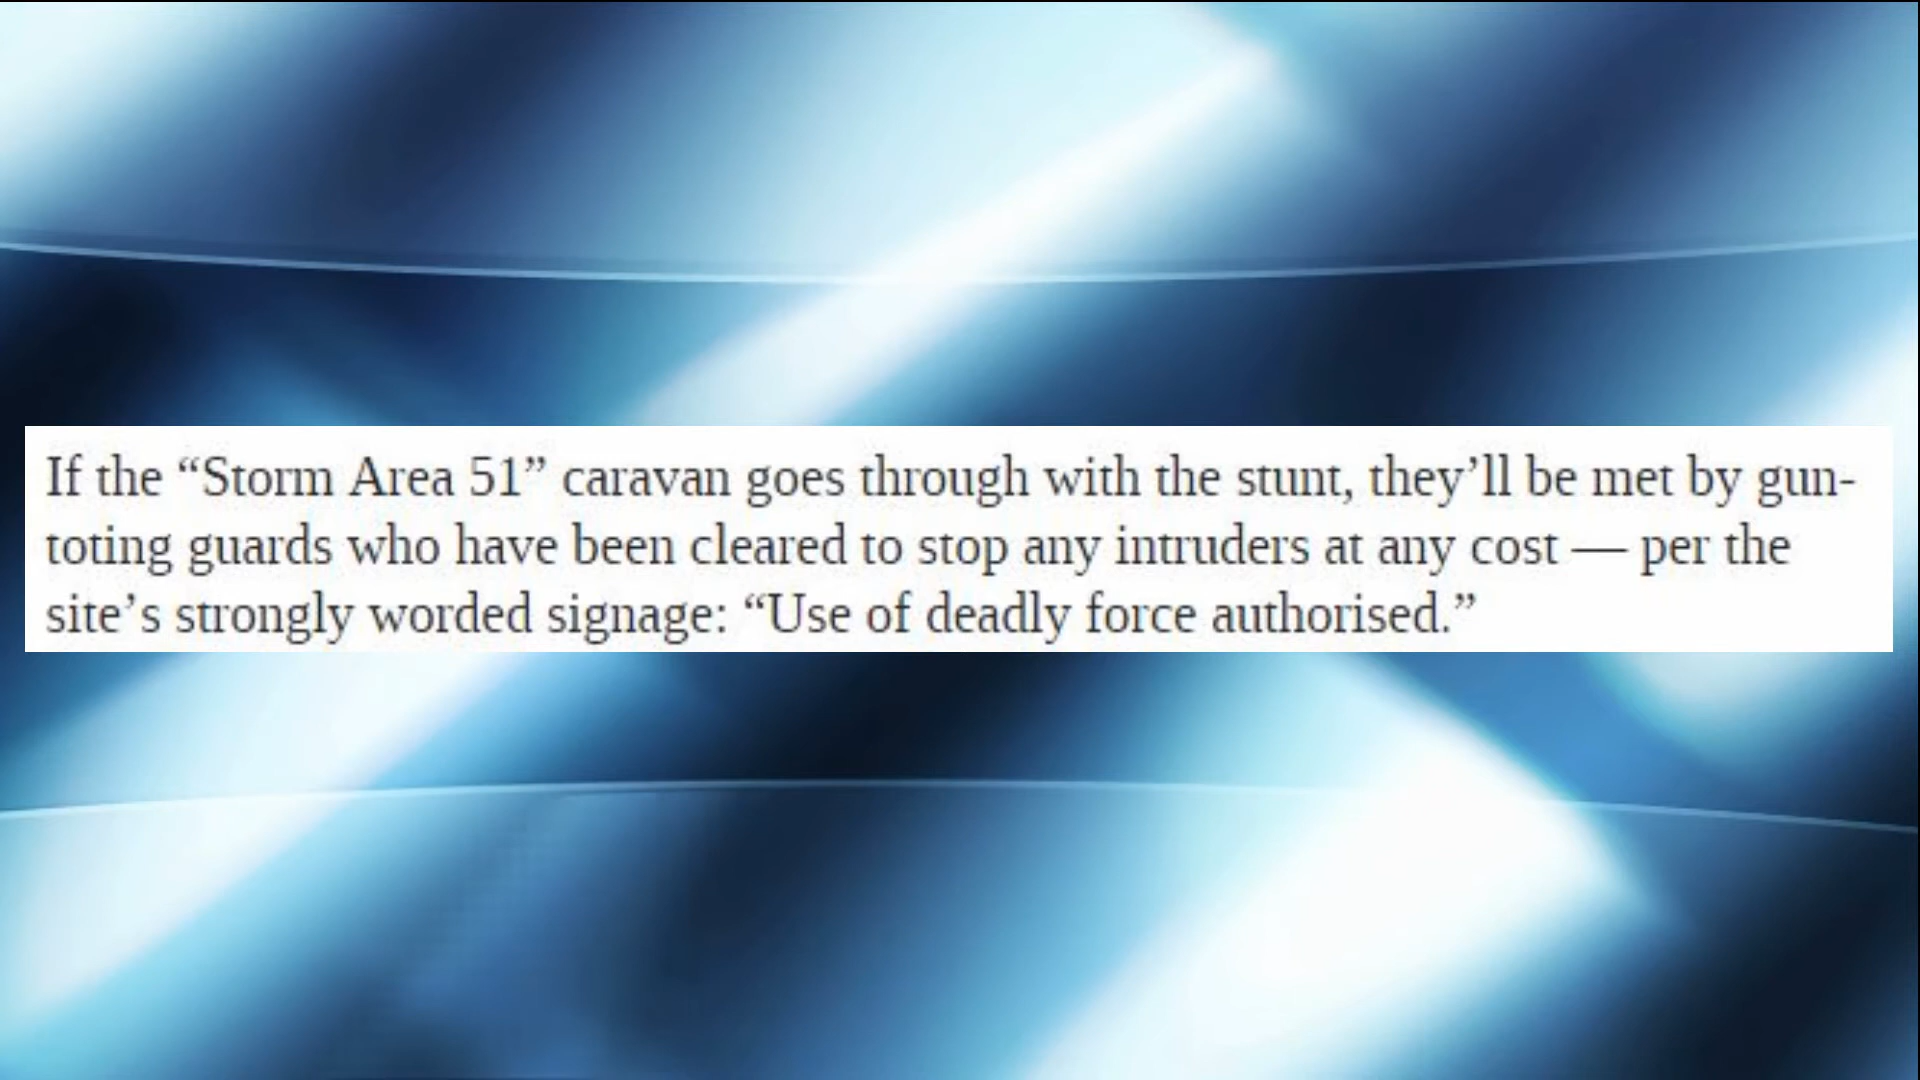 If the “Storm Area 51” caravan goes through with the stunt, they’ll be met by gun-
toting guards who have been cleared to stop any intruders at any cost — per the
site’s strongly worded signage: “Use of deadly force authorised.”